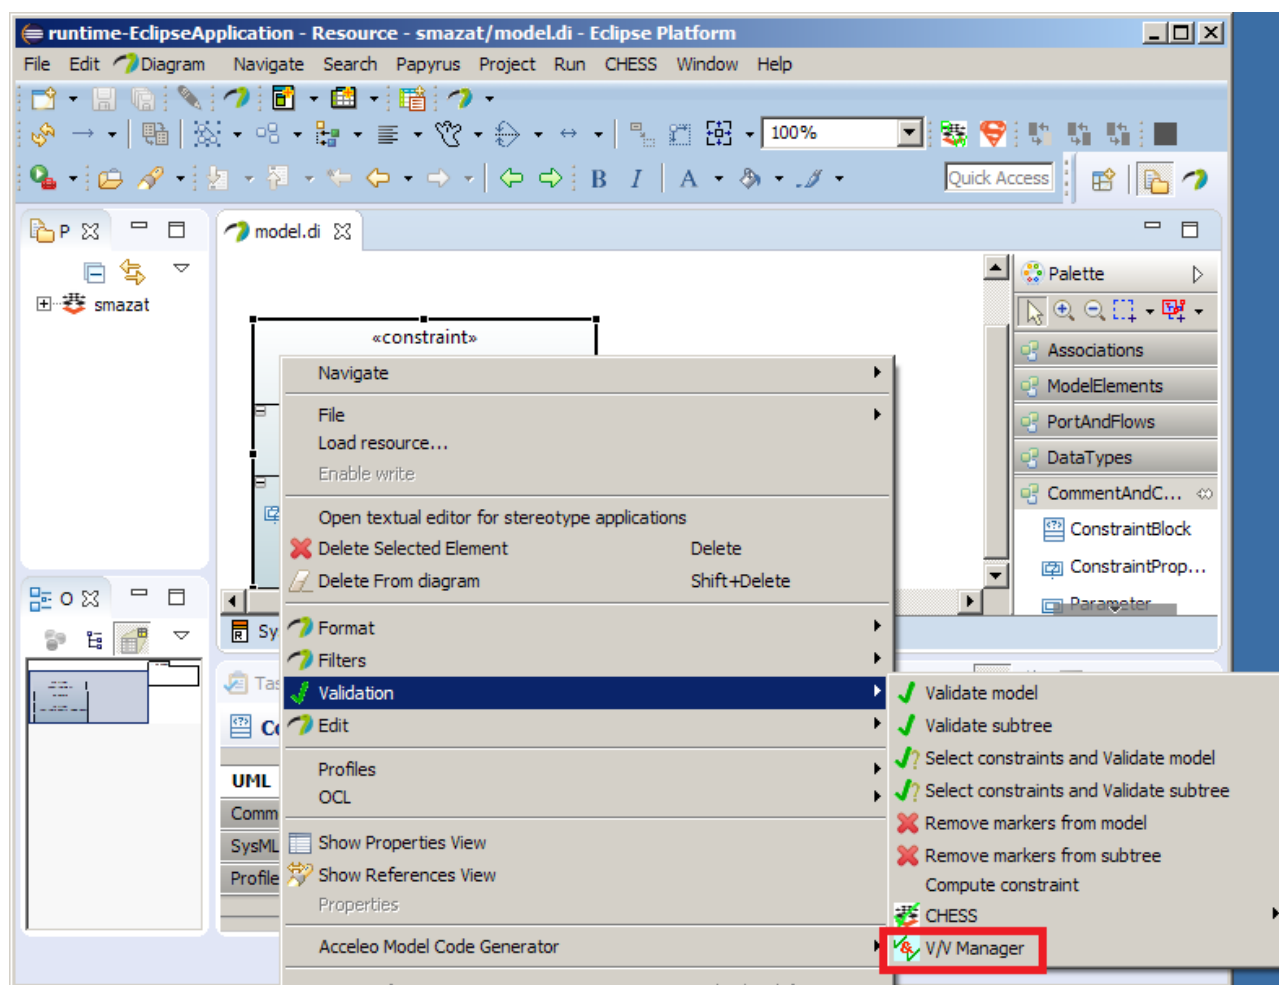 runtime-EclipseApplication - Resource - smazat/model.di - Eclipse Platform
File Edit Diagram Navigate Search Papyrus Project Run CHESS Window Help
100%
B I A Quick Access
P model.di
Palette
smazat
«constraint»
Associations
Navigate
ModelElements
File
PortAndFlows
Load resource...
DataTypes
Enable write
CommentAndC...
Open textual editor for stereotype applications
ConstraintBlock
Delete Selected Element Delete
ConstraintProp...
Delete From diagram Shift+Delete
O
Parameter
Sy
Format
Filters
Tas
Validation
Validate model
Edit
Validate subtree
Select constraints and Validate model
Profiles
UML
Select constraints and Validate subtree
OCL
Comm
Remove markers from model
Show Properties View
SysML
Remove markers from subtree
Show References View
Profile
Compute constraint
Properties
CHESS
Acceleo Model Code Generator
V/V Manager